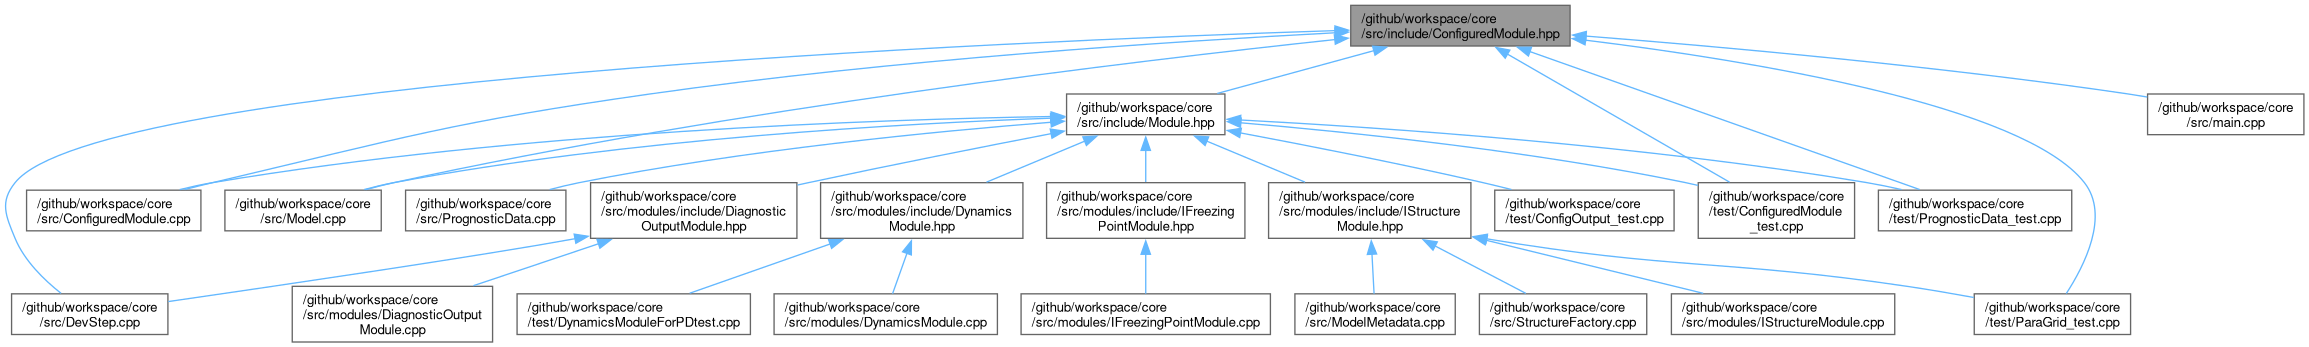 /github/workspace/core
/src/include/ConfiguredModule.hpp
/github/workspace/core
/src/include/Module.hpp
/github/workspace/core
/src/main.cpp
/github/workspace/core
/src/ConfiguredModule.cpp
/github/workspace/core
/src/Model.cpp
/github/workspace/core
/src/PrognosticData.cpp
/github/workspace/core
/src/modules/include/Diagnostic
OutputModule.hpp
/github/workspace/core
/src/modules/include/Dynamics
Module.hpp
/github/workspace/core
/src/modules/include/IFreezing
PointModule.hpp
/github/workspace/core
/src/modules/include/IStructure
Module.hpp
/github/workspace/core
/test/ConfigOutput_test.cpp
/github/workspace/core
/test/ConfiguredModule
_test.cpp
/github/workspace/core
/test/PrognosticData_test.cpp
/github/workspace/core
/src/DevStep.cpp
/github/workspace/core
/src/modules/DiagnosticOutput
Module.cpp
/github/workspace/core
/test/DynamicsModuleForPDtest.cpp
/github/workspace/core
/src/modules/DynamicsModule.cpp
/github/workspace/core
/src/modules/IFreezingPointModule.cpp
/github/workspace/core
/src/ModelMetadata.cpp
/github/workspace/core
/src/StructureFactory.cpp
/github/workspace/core
/src/modules/IStructureModule.cpp
/github/workspace/core
/test/ParaGrid_test.cpp